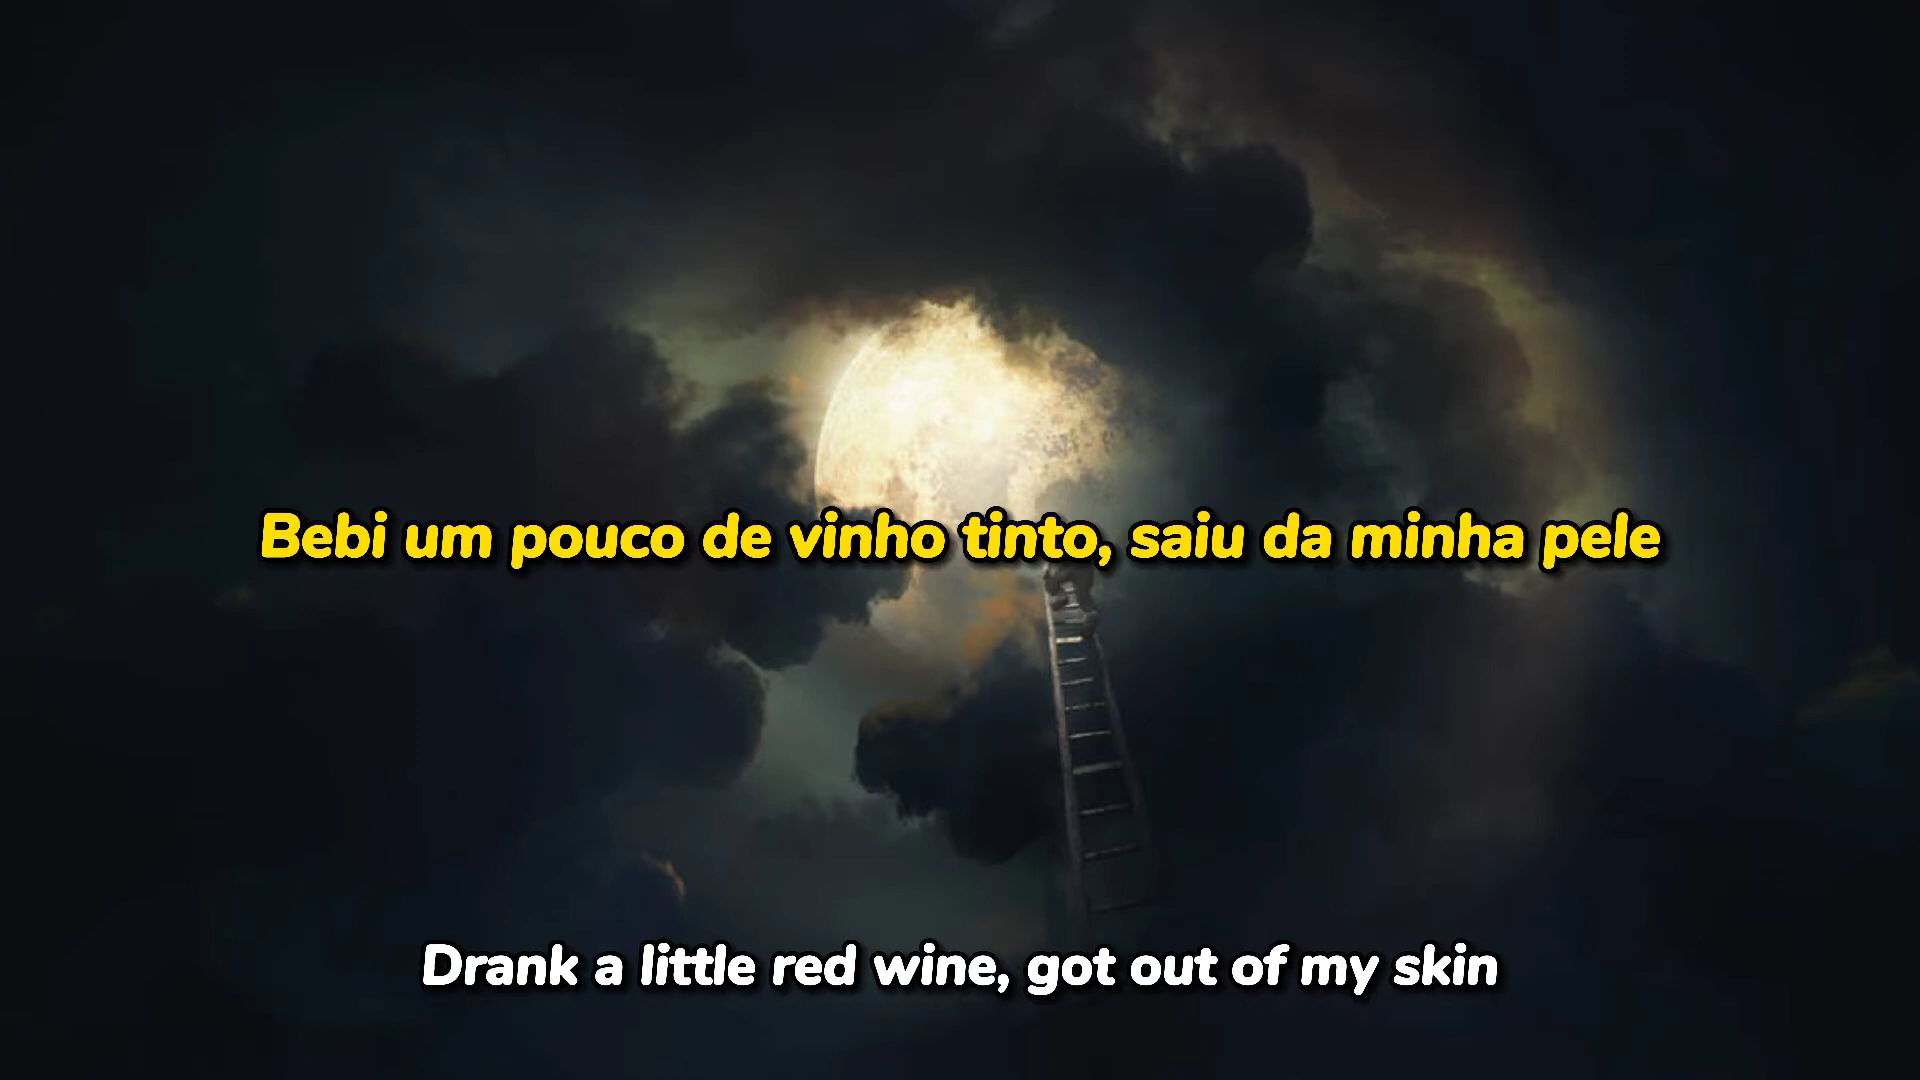 Bebi um pouco de vinho tinto, saiu da minha pele
Drank a little red wine, got out of my skin